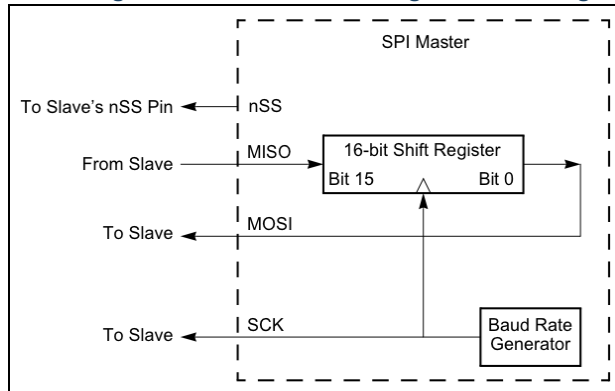 SPI Master
To Slave's nSS Pin
nSS
From Slave
MISO
16-bit Shift Register
Bit 15
Bit 0
To Slave
MOSI
To Slave
SCK
Baud Rate
Generator